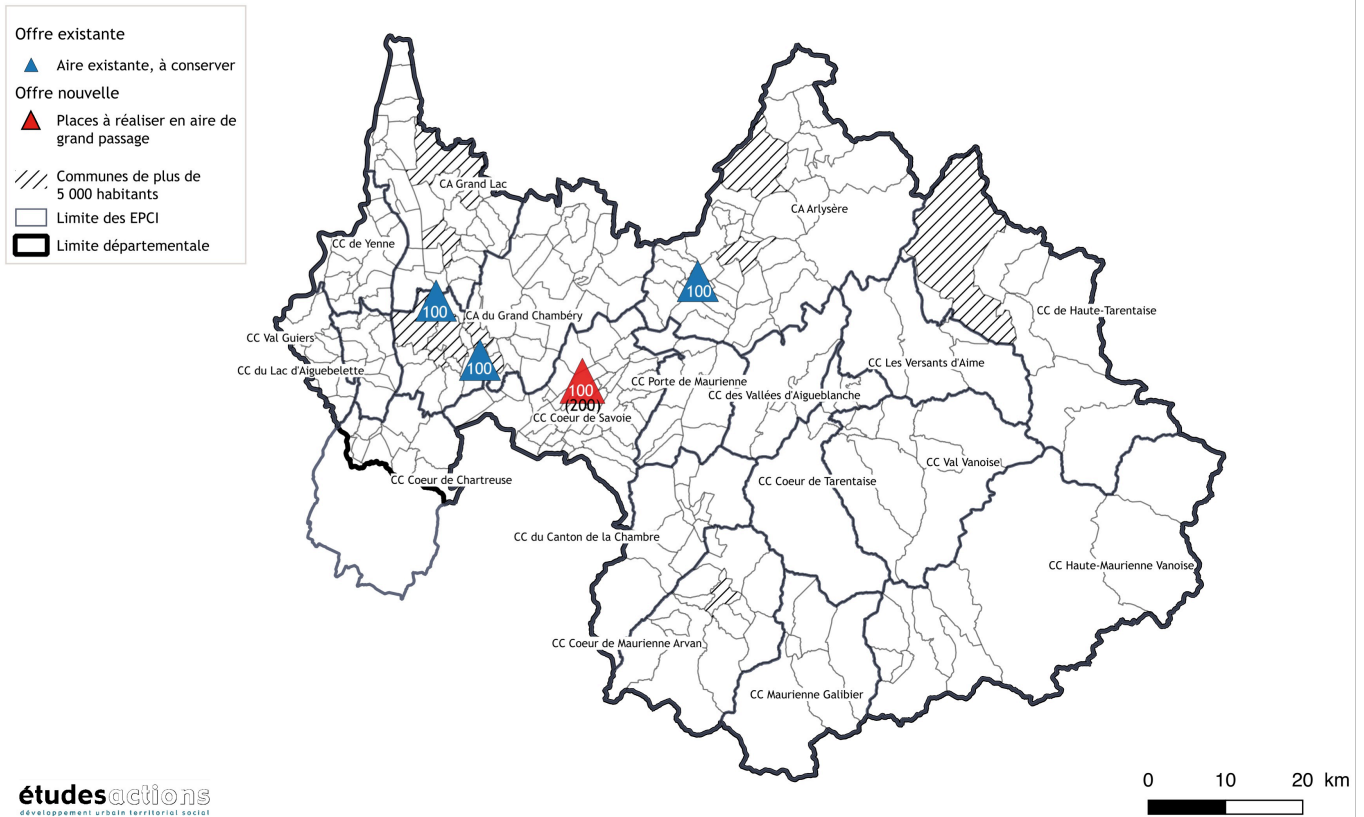 Offre existante
Aire existante, à conserver
Offre nouvelle
Places à réaliser en aire de
grand passage
Communes de plus de
5 000 habitants
Limite des EPCI
Limite départementale
CA Grand Lac
CA Arlysère
CC de Yenne
100
100
CC de Haute-Tarentaise
CA du Grand Chambéry
CC Val Guiers
CC Les Versants d'Aime
CC du Lac d'Aiguebelette
100
CC Porte de Maurienne
100
(200)
CC des Vallées d'Aigueblanche
CC Coeur de Savoie
CC Val Vanoise
CC Coeur de Chartreuse
CC Coeur de Tarentaise
CC du Canton de la Chambre
CC Haute-Maurienne Vanoise
CC Coeur de Maurienne Arvan
CC Maurienne Galibier
0 10 20 km
étudesactions
développement urbain territorial social